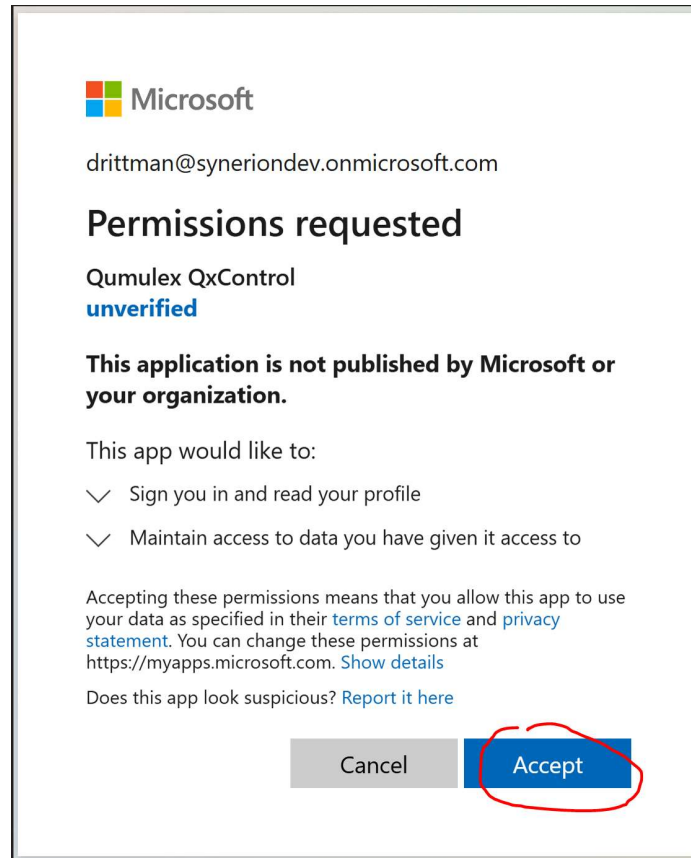 Microsoft
drittman@syneriondev.onmicrosoft.com
Permissions requested
Qumulex QxControl
unverified
This application is not published by Microsoft or
your organization.
This app would like to:
Sign you in and read your profile
Maintain access to data you have given it access to
Accepting these permissions means that you allow this app to use
your data as specified in their terms of service and privacy
statement. You can change these permissions at
https://myapps.microsoft.com. Show details
Does this app look suspicious? Report it here
Cancel Accept